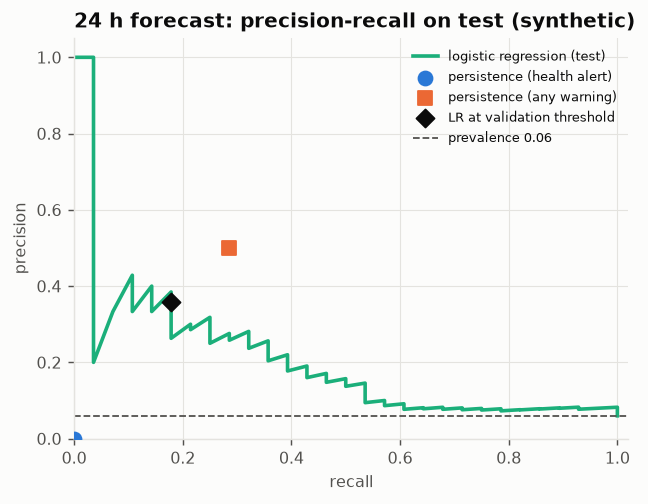 24 h forecast: precision-recall on test (synthetic)
logistic regression (test)
persistence (health alert)
persistence (any warning)
LR at validation threshold
prevalence 0.06
precision
1.0
0.8
0.6
0.4
0.2
0.0
0.0 0.2 0.4 0.6 0.8 1.0
recall